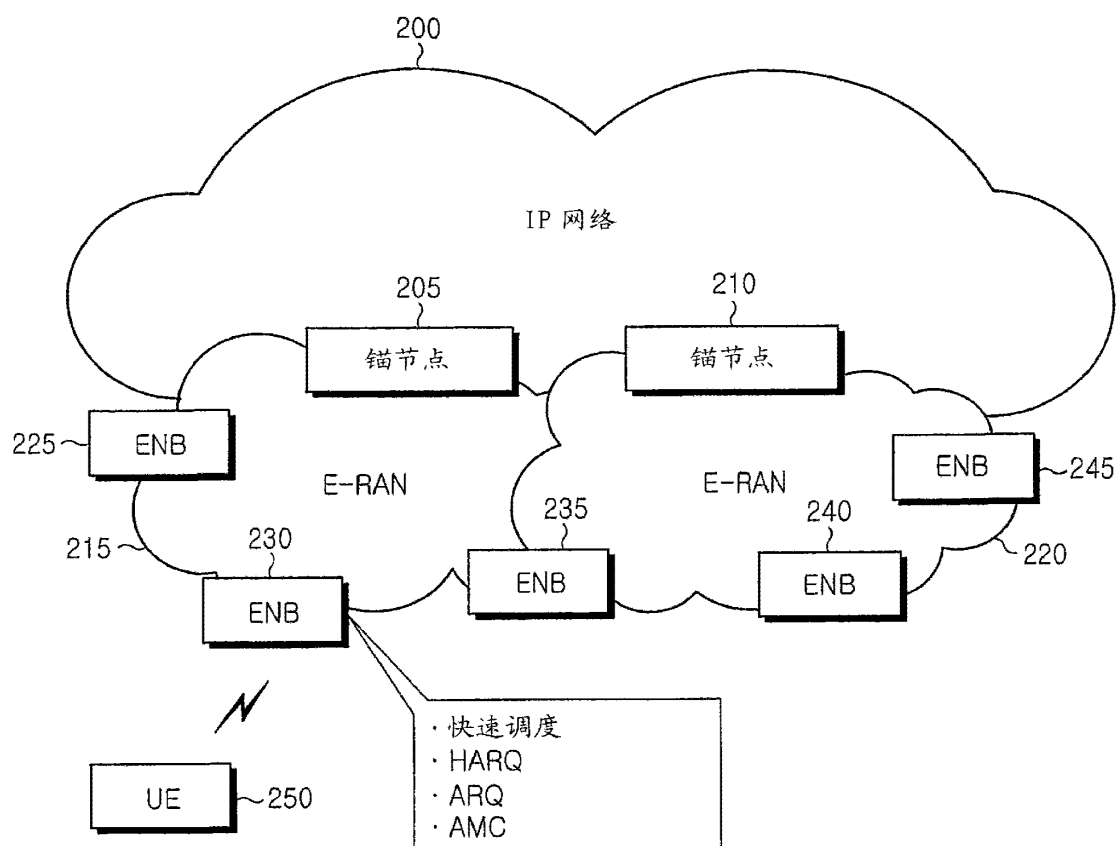 200
IP 网络
205
210
锚节点
锚节点
225
ENB
ENB
245
E-RAN
E-RAN
235
240
215
230
220
ENB
ENB
ENB
· 快速调度
· HARQ
· ARQ
· AMC
UE
250